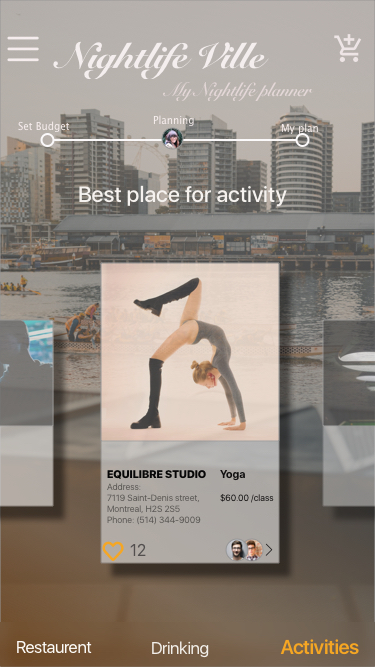 Nightlife Ville
My Nightlife planner
Set Budget
Planning
My plan
Best place for activity
EQUILIBRE STUDIO Yoga
Address:
7119 Saint-Denis street, $60.00 /class
Montreal, H2S 2S5
Phone: (514) 344-9009
12
Restaurent Drinking Activities